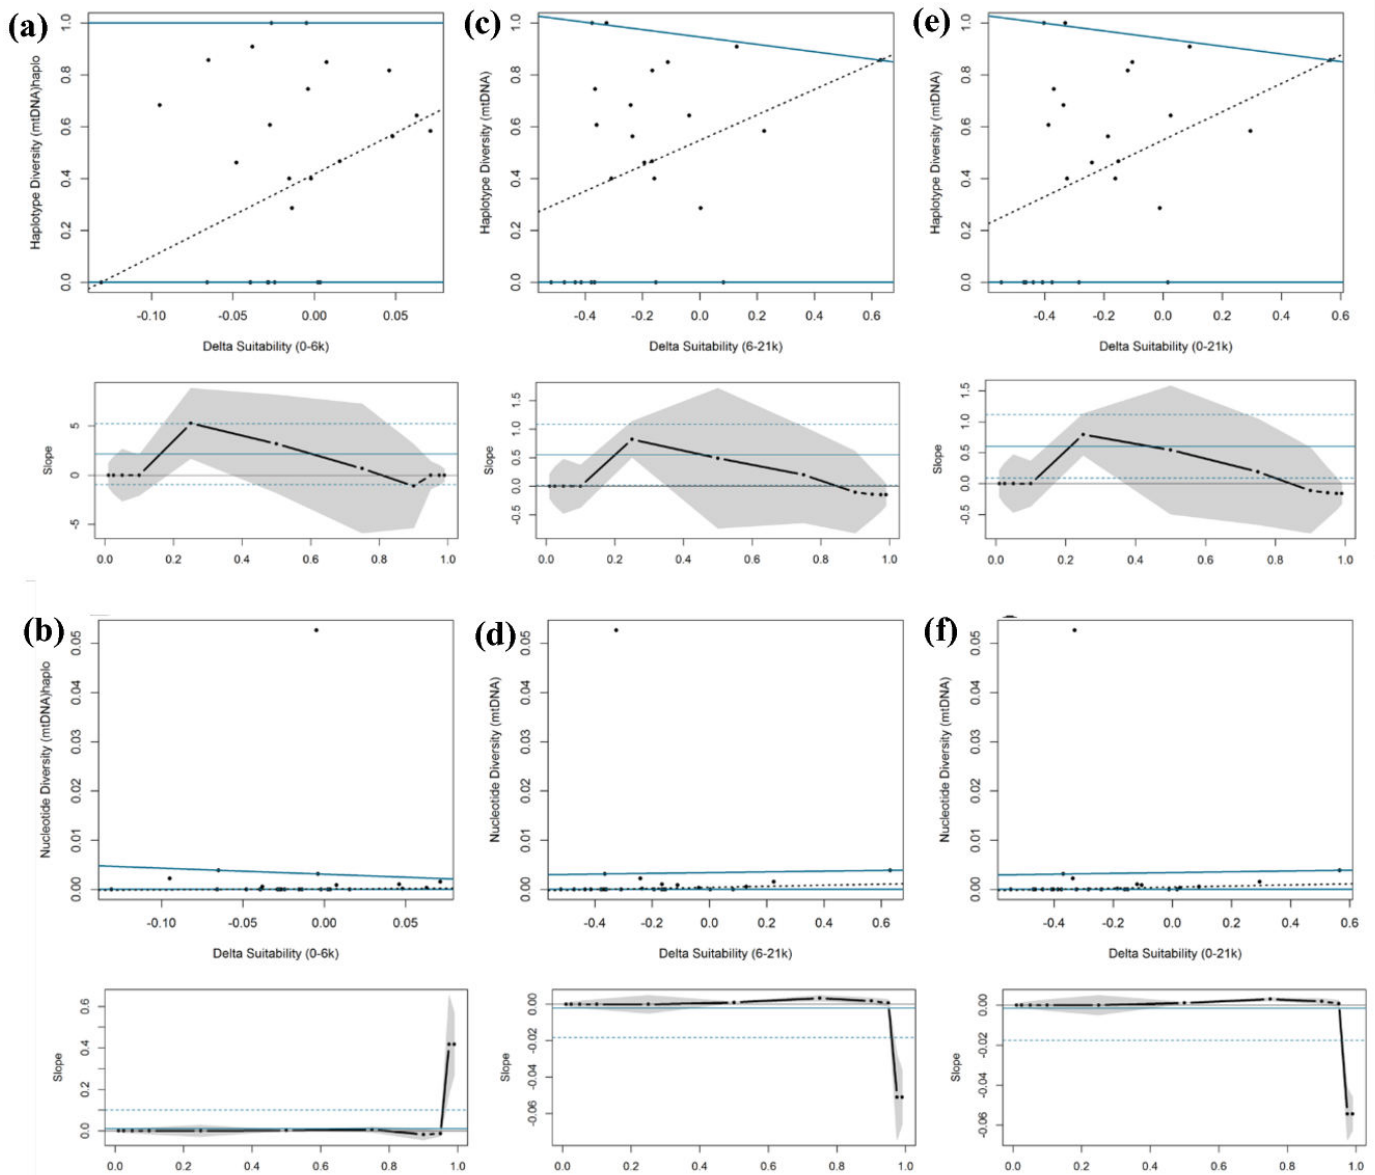 (a)
Haplotype Diversity (mtDNA)haplo
1.0
0.8
0.6
0.4
0.2
0.0
-0.10 -0.05 0.00 0.05
Delta Suitability (0-6k)
Slope
5
0
-5
0.0 0.2 0.4 0.6 0.8 1.0
(c)
Haplotype Diversity (mtDNA)
1.0
0.8
0.6
0.4
0.2
0.0
-0.4 -0.2 0.0 0.2 0.4 0.6
Delta Suitability (6-21k)
Slope
1.5
1.0
0.5
0.0
-0.5
0.0 0.2 0.4 0.6 0.8 1.0
(e)
Haplotype Diversity (mtDNA)
1.0
0.8
0.6
0.4
0.2
0.0
-0.4 -0.2 0.0 0.2 0.4 0.6
Delta Suitability (0-21k)
Slope
1.5
1.0
0.5
0.0
-0.5
0.0 0.2 0.4 0.6 0.8 1.0
(b)
Nucleotide Diversity (mtDNA)haplo
0.05
0.04
0.03
0.02
0.01
0.00
-0.10 -0.05 0.00 0.05
Delta Suitability (0-6k)
Slope
0.6
0.4
0.2
0.0
0.0 0.2 0.4 0.6 0.8 1.0
(d)
Nucleotide Diversity (mtDNA)
0.05
0.04
0.03
0.02
0.01
0.00
-0.4 -0.2 0.0 0.2 0.4 0.6
Delta Suitability (6-21k)
Slope
0.00
-0.02
-0.04
-0.06
0.0 0.2 0.4 0.6 0.8 1.0
(f)
Nucleotide Diversity (mtDNA)
0.05
0.04
0.03
0.02
0.01
0.00
-0.4 -0.2 0.0 0.2 0.4 0.6
Delta Suitability (0-21k)
Slope
0.00
-0.02
-0.04
-0.06
0.0 0.2 0.4 0.6 0.8 1.0